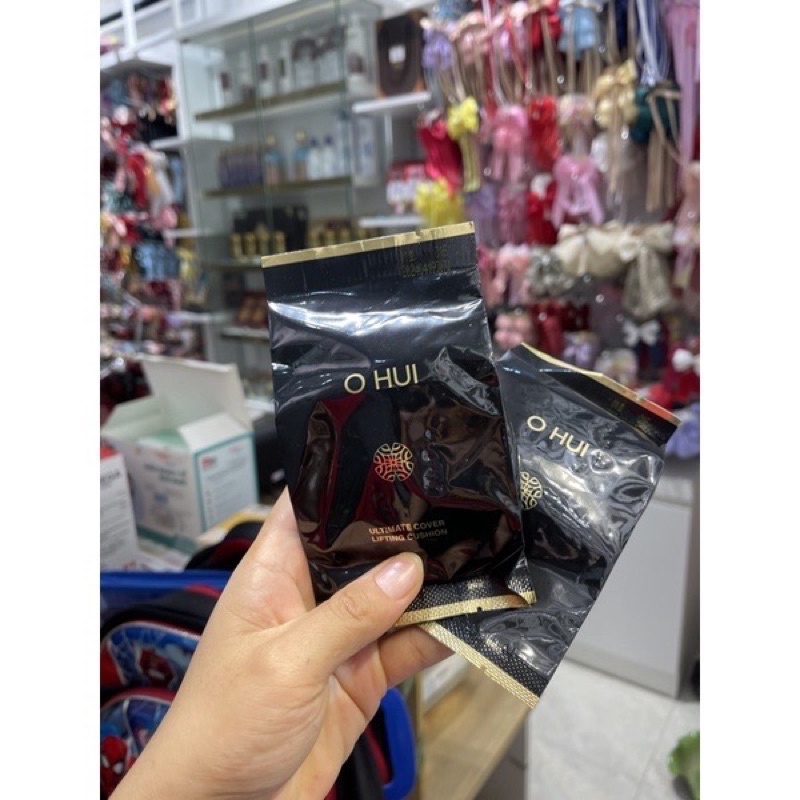 O HUI
ULTIMATE COVER
LIFTING CUSHION
O HUI